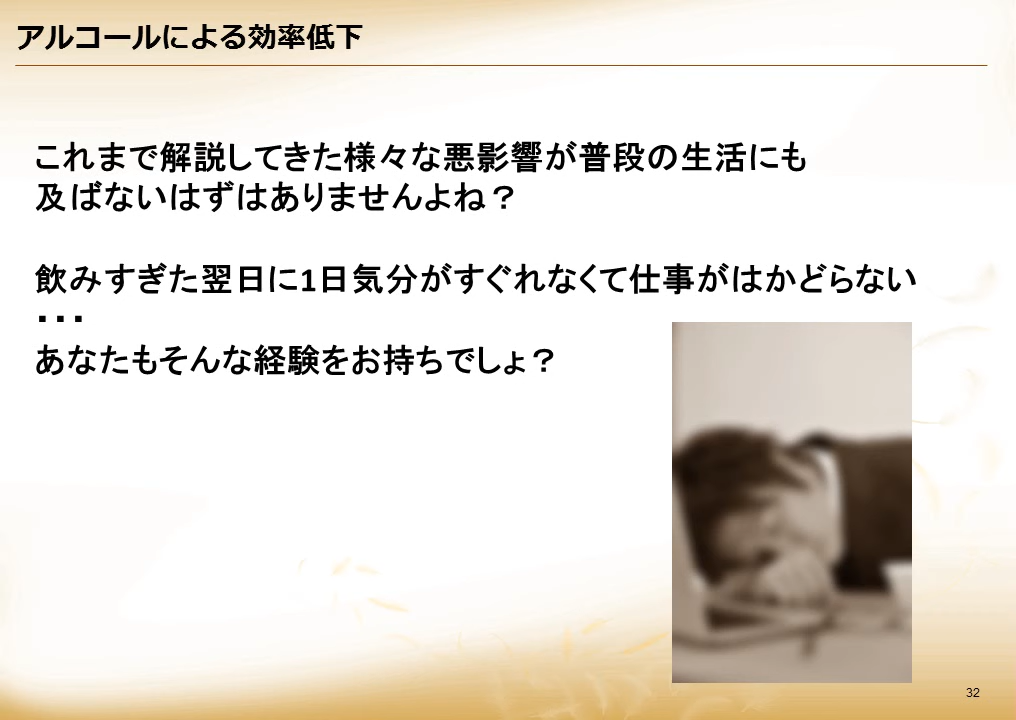 アルコールによる効率低下
これまで解説してきた様々な悪影響が普段の生活にも
及ばないはずはありませんよね？
飲みすぎた翌日に1日気分がすぐれなくて仕事がはかどらない
・・・
あなたもそんな経験をお持ちでしょ？
32